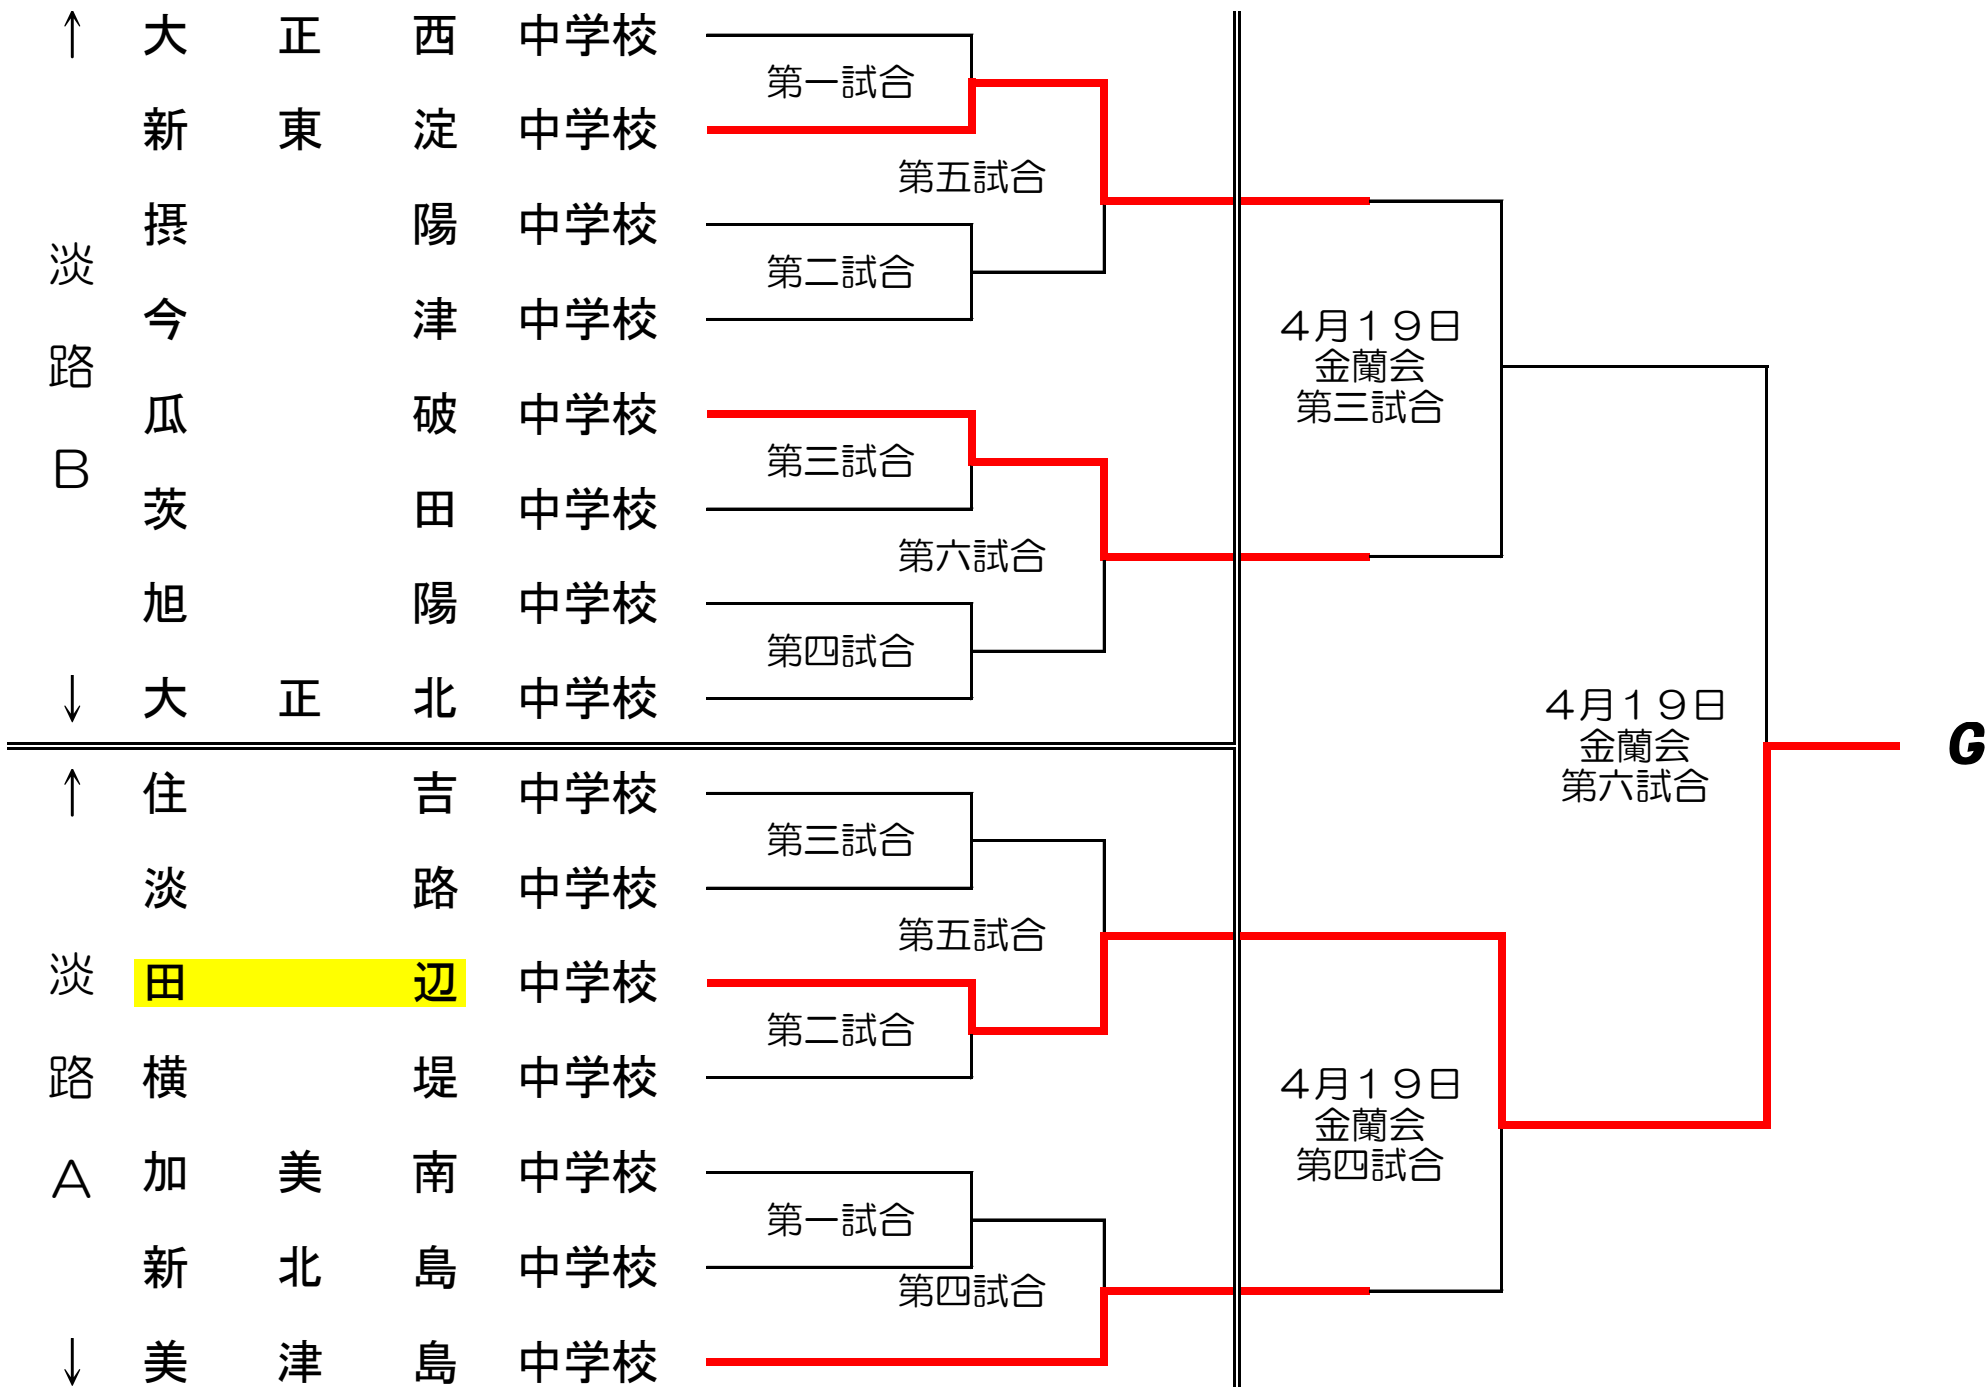 ↑ 大正西 中学校
第一試合
新東淀 中学校
第五試合
摂陽 中学校
第二試合
今津 中学校
淡路B
瓜破 中学校
第三試合
茨田 中学校
第六試合
旭陽 中学校
第四試合
↓ 大正北 中学校
4月19日
金蘭会
第三試合
4月19日
金蘭会
第六試合
G
↑ 住吉 中学校
第三試合
淡路 中学校
第五試合
田辺 中学校
第二試合
横堤 中学校
淡路A
加美南 中学校
第一試合
新北島 中学校
第四試合
↓ 美津島 中学校
4月19日
金蘭会
第四試合